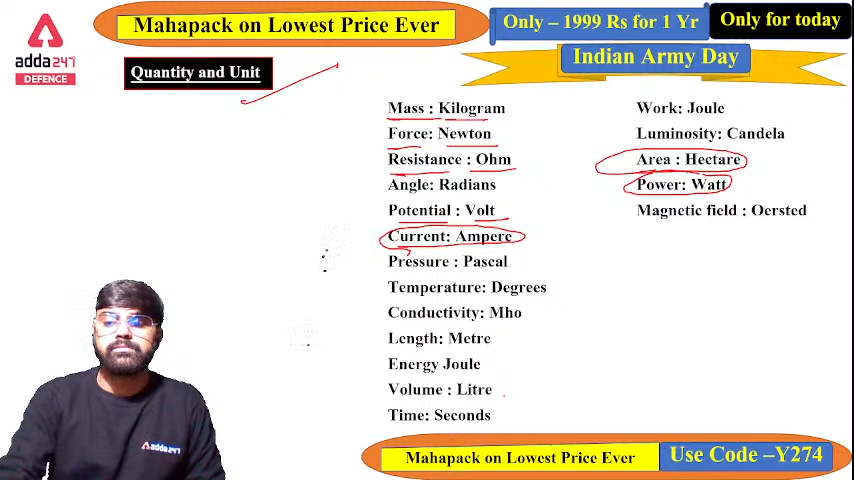 Mahapack on Lowest Price Ever
Only – 1999 Rs for 1 Yr
Only for today
adda247
DEFENCE
Quantity and Unit
Indian Army Day
Mass : Kilogram
Force: Newton
Resistance : Ohm
Angle: Radians
Potential : Volt
Current: Ampere
Pressure : Pascal
Temperature: Degrees
Conductivity: Mho
Length: Metre
Energy Joule
Volume : Litre
Time: Seconds
Work: Joule
Luminosity: Candela
Area : Hectare
Power: Watt
Magnetic field : Oersted
adda247
Mahapack on Lowest Price Ever
Use Code –Y274